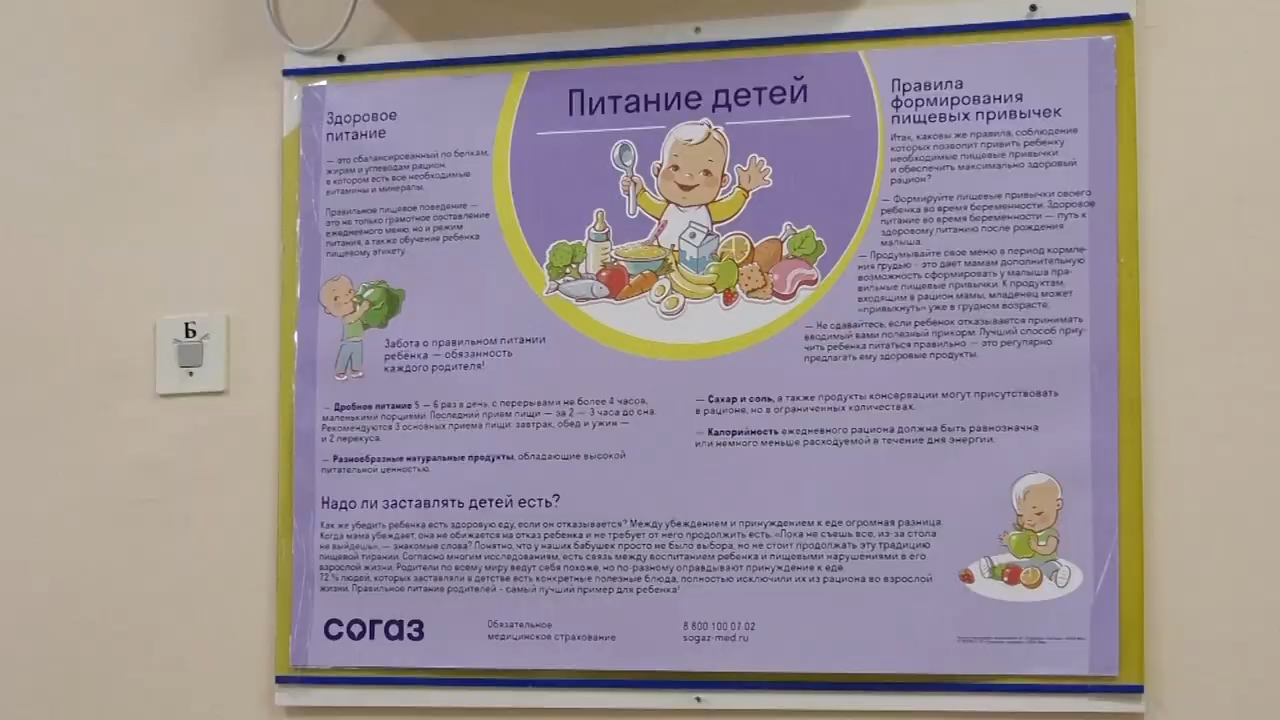 Питание детей
Здоровое
питание
— это сбалансированный по белкам,
жирам и углеводам рацион,
в котором есть все необходимые
витамины и минералы.
Правильное пищевое поведение —
это не только грамотное составление
ежедневного меню, но и режим
питания, а также обучение ребенка
пищевому этикету.
Забота о правильном питании
ребенка — обязанность
каждого родителя!
Правила
формирования
пищевых привычек
Итак, каковы же правила, соблюдение
которых позволит привить ребенку
необходимые пищевые привычки
и обеспечить максимально здоровый
рацион?
— Формируйте пищевые привычки своего
ребенка во время беременности. Здоровое
питание во время беременности — путь к
здоровому питанию после рождения
малыша.
— Продумывайте свое меню в период кормле-
ния грудью - это дает мамам дополнительную
возможность сформировать у малыша пра-
вильные пищевые привычки. К продуктам,
входящим в рацион мамы, младенец может
«привыкнуть» уже в грудном возрасте.
— Не сдавайтесь, если ребенок отказывается принимать
вводимый вами полезный прикорм. Лучший способ приу-
чить ребенка питаться правильно — это регулярно
предлагать ему здоровые продукты.
— Дробное питание 5 — 6 раз в день, с перерывами не более 4 часов,
маленькими порциями. Последний прием пищи — за 2 — 3 часа до сна.
Рекомендуются 3 основных приема пищи: завтрак, обед и ужин —
и 2 перекуса.
— Разнообразные натуральные продукты, обладающие высокой
питательной ценностью.
— Сахар и соль, а также продукты консервации могут присутствовать
в рационе, но в ограниченных количествах.
— Калорийность ежедневного рациона должна быть равнозначна
или немного меньше расходуемой в течение дня энергии.
Надо ли заставлять детей есть?
Как же убедить ребенка есть здоровую еду, если он отказывается? Между убеждением и принуждением к еде огромная разница.
Когда мама убеждает, она не обижается на отказ ребенка и не требует от него продолжить есть. «Пока не съешь все, из-за стола
не выйдешь», — знакомые слова? Понятно, что у наших бабушек просто не было выбора, но не стоит продолжать эту традицию
пищевой тирании. Согласно многим исследованиям, есть связь между воспитанием ребенка и пищевыми нарушениями в его
взрослой жизни. Родители по всему миру ведут себя похоже, но по-разному оправдывают принуждение к еде.
72 % людей, которых заставляли в детстве есть конкретные полезные блюда, полностью исключили их из рациона во взрослой
жизни. Правильное питание родителей - самый лучший пример для ребенка!
согаз
Обязательное
медицинское страхование
8 800 100 07 02
sogaz-med.ru
Б